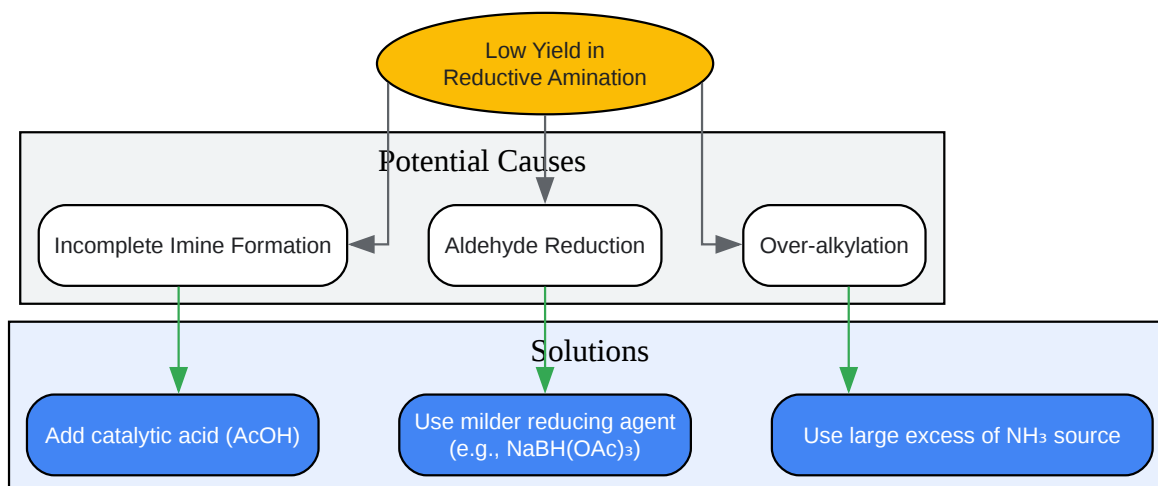 Low Yield in
Reductive Amination
Potential Causes
Incomplete Imine Formation
Aldehyde Reduction
Over-alkylation
Solutions
Add catalytic acid (AcOH)
Use milder reducing agent
(e.g., NaBH(OAc)₃)
Use large excess of NH₃ source